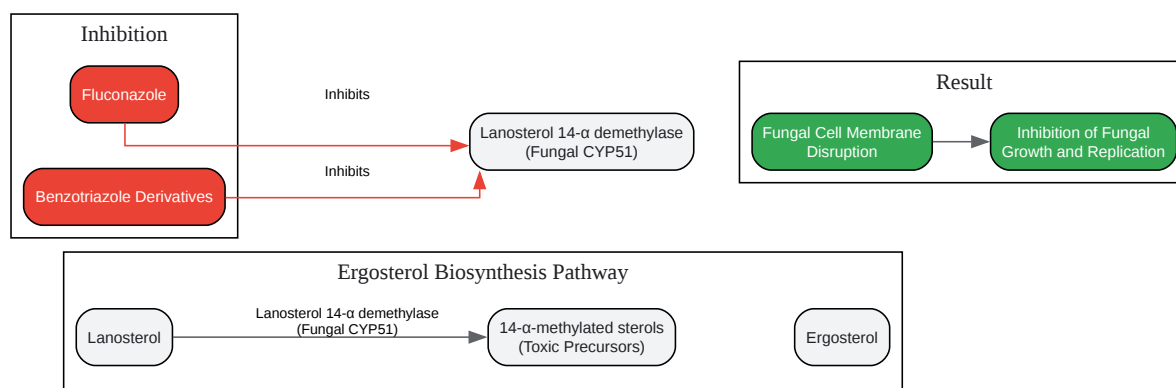 Inhibition
Fluconazole
Inhibits
Lanosterol 14-α demethylase
(Fungal CYP51)
Inhibits
Benzotriazole Derivatives
Result
Fungal Cell Membrane
Disruption
Inhibition of Fungal
Growth and Replication
Ergosterol Biosynthesis Pathway
Lanosterol
Lanosterol 14-α demethylase
(Fungal CYP51)
14-α-methylated sterols
(Toxic Precursors)
Ergosterol